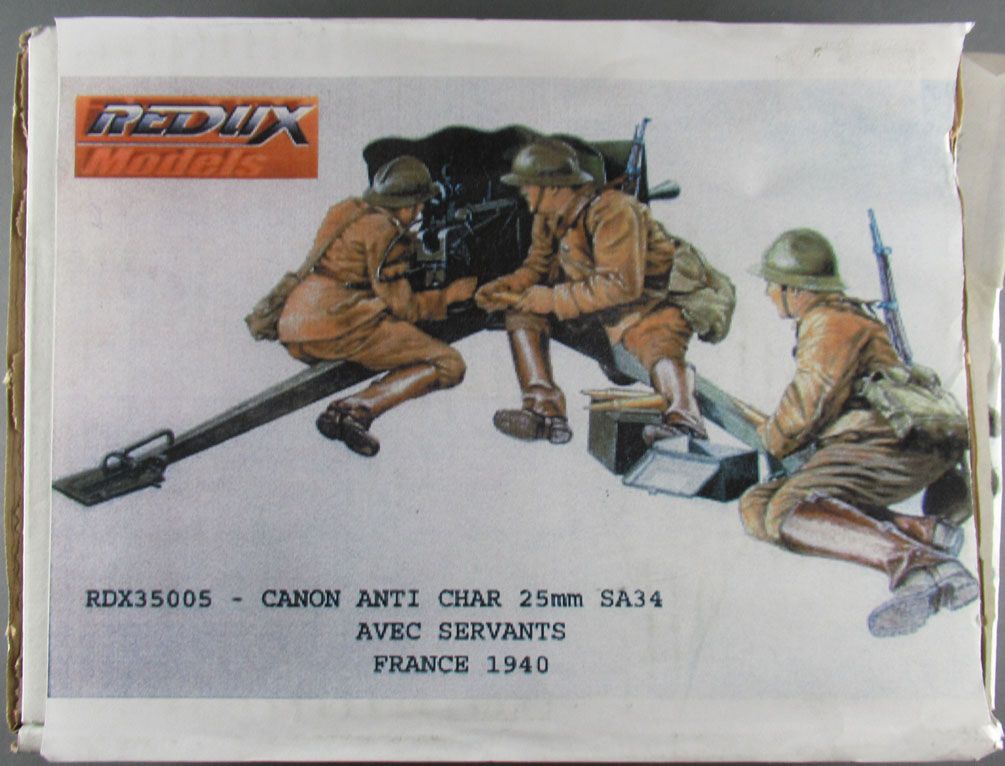 REDUX
Models
RDX35005 - CANON ANTI CHAR 25mm SA34
AVEC SERVANTS
FRANCE 1940